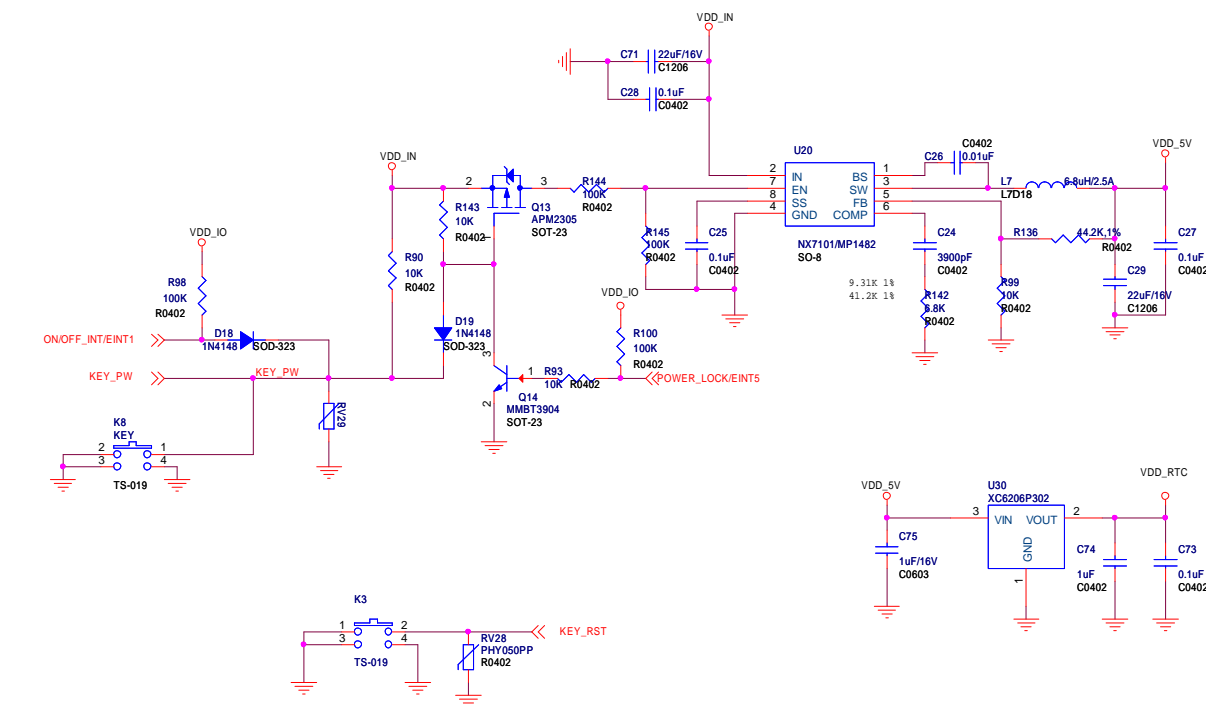 VDD_IN
C71 22uF/16V
C1206
C28 0.1uF
C0402
VDD_IN
2 3
Q13
APM2305
SOT-23
1
R143
10K
R0402
R144
100K
R0402
R90
10K
R0402
VDD_IO
R98
100K
R0402
ON/OFF_INT/EINT1
D18
1N4148 SOD-323
KEY_PW
KEY_PW
D19
1N4148
SOD-323
RV29
K8
KEY
2 1
3 4
TS-019
3
1
2
Q14
MMBT3904
SOT-23
R93
10K R0402
VDD_IO
R100
100K
R0402
POWER_LOCK/EINT5
R145
100K
R0402
C25
0.1uF
C0402
U20
2 IN BS 1
7 EN SW 3
8 SS FB 5
4 GND COMP 6
NX7101/MP1482
SO-8
9.31K 1%
41.2K 1%
C0402
C26 0.01uF
L7 6.8uH/2.5A
L7D18
VDD_5V
R136 44.2K,1%
R0402
C24
3900pF
C0402
R142
6.8K
R0402
R99
10K
R0402
C29
22uF/16V
C1206
C27
0.1uF
C0402
VDD_5V
C75
1uF/16V
C0603
U30
XC6206P302
3 VIN VOUT 2
GND
1
VDD_RTC
C74
1uF
C0402
C73
0.1uF
C0402
K3
1 2
3 4
TS-019
KEY_RST
RV28
PHY050PP
R0402